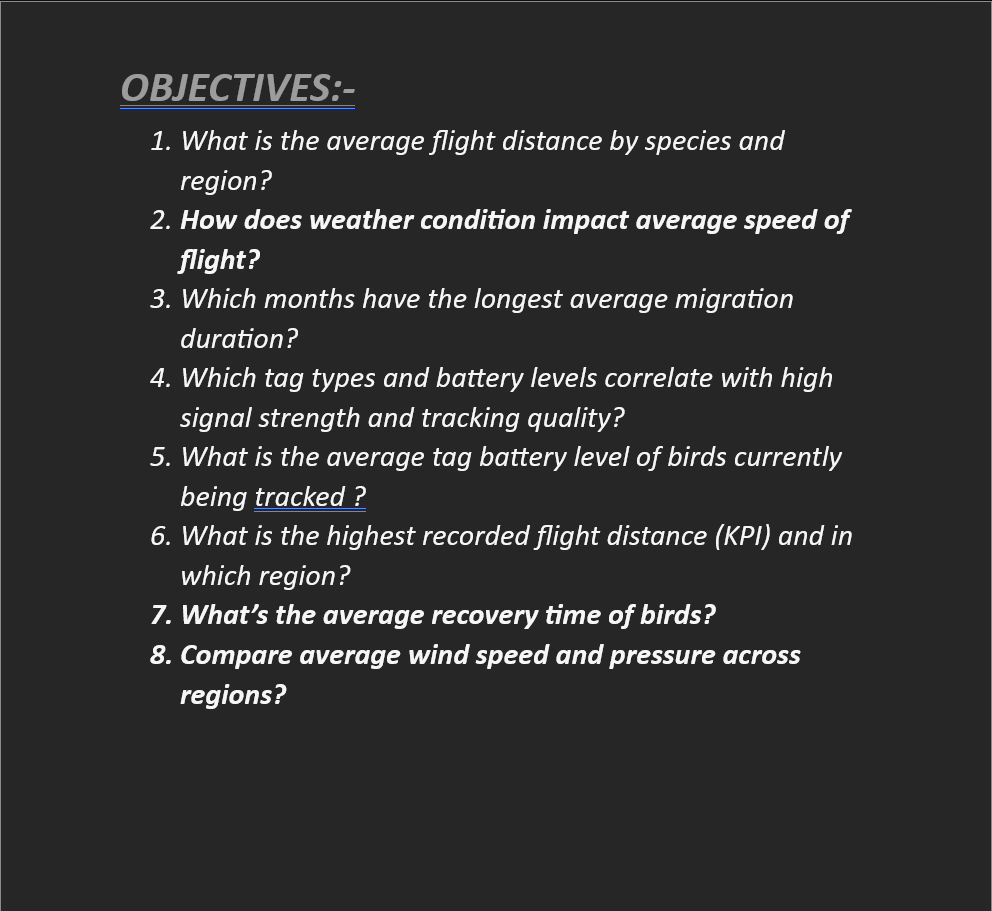 OBJECTIVES:-
1. What is the average flight distance by species and
region?
2. How does weather condition impact average speed of
flight?
3. Which months have the longest average migration
duration?
4. Which tag types and battery levels correlate with high
signal strength and tracking quality?
5. What is the average tag battery level of birds currently
being tracked ?
6. What is the highest recorded flight distance (KPI) and in
which region?
7. What’s the average recovery time of birds?
8. Compare average wind speed and pressure across
regions?